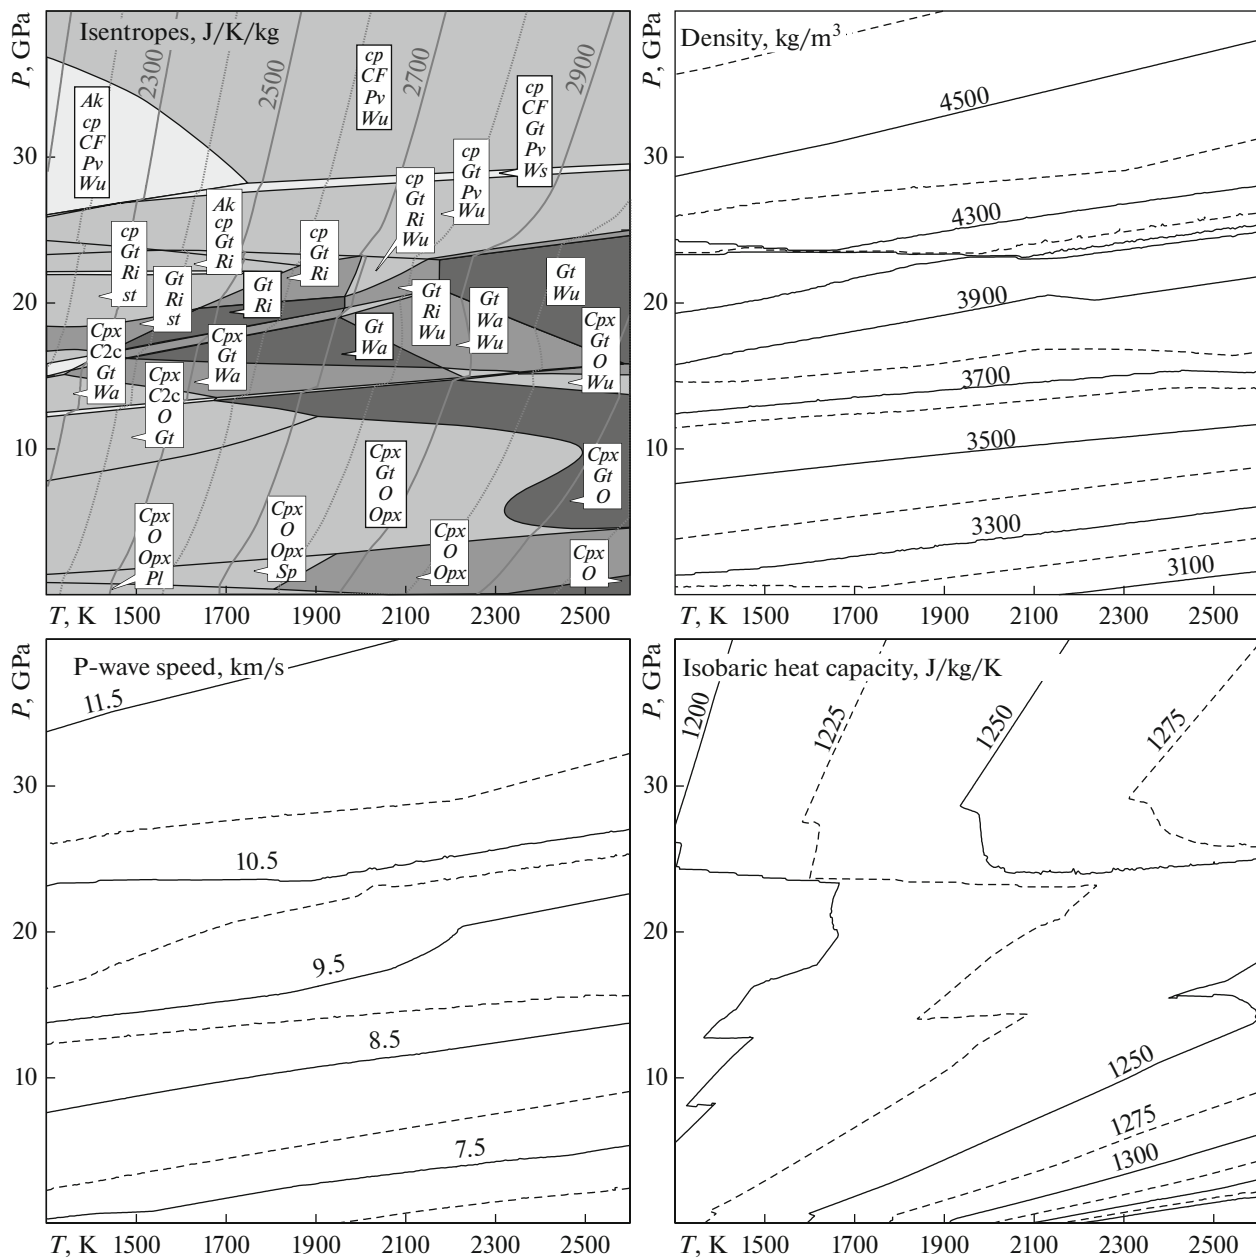 Isentropes, J/K/kg
P, GPa
30
20
10
2300
2500
2700
2900
Ak
cp
CF
Pv
Wu
cp
CF
Pv
Wu
cp
CF
Gt
Pv
Ws
cp
Gt
Pv
Wu
cp
Gt
Ri
Wu
Ak
cp
Gt
Ri
cp
Gt
Ri
st
cp
Gt
Ri
Gt
Ri
st
Gt
Ri
Gt
Wu
Gt
Ri
Wu
Gt
Wa
Wu
Cpx
Gt
O
Wu
Gt
Wa
Cpx
C2c
Gt
Wa
Cpx
Gt
Wa
Cpx
C2c
O
Gt
Cpx
Gt
O
Opx
Cpx
Gt
O
Cpx
O
Opx
Pl
Cpx
O
Opx
Sp
Cpx
O
Opx
Cpx
O
T, K 1500 1700 1900 2100 2300 2500
Density, kg/m³
P, GPa
30
20
10
4500
4300
3900
3700
3500
3300
3100
T, K 1500 1700 1900 2100 2300 2500
P-wave speed, km/s
P, GPa
30
20
10
11.5
10.5
9.5
8.5
7.5
T, K 1500 1700 1900 2100 2300 2500
Isobaric heat capacity, J/kg/K
P, GPa
30
20
10
1200
1225
1250
1275
1250
1275
1300
T, K 1500 1700 1900 2100 2300 2500